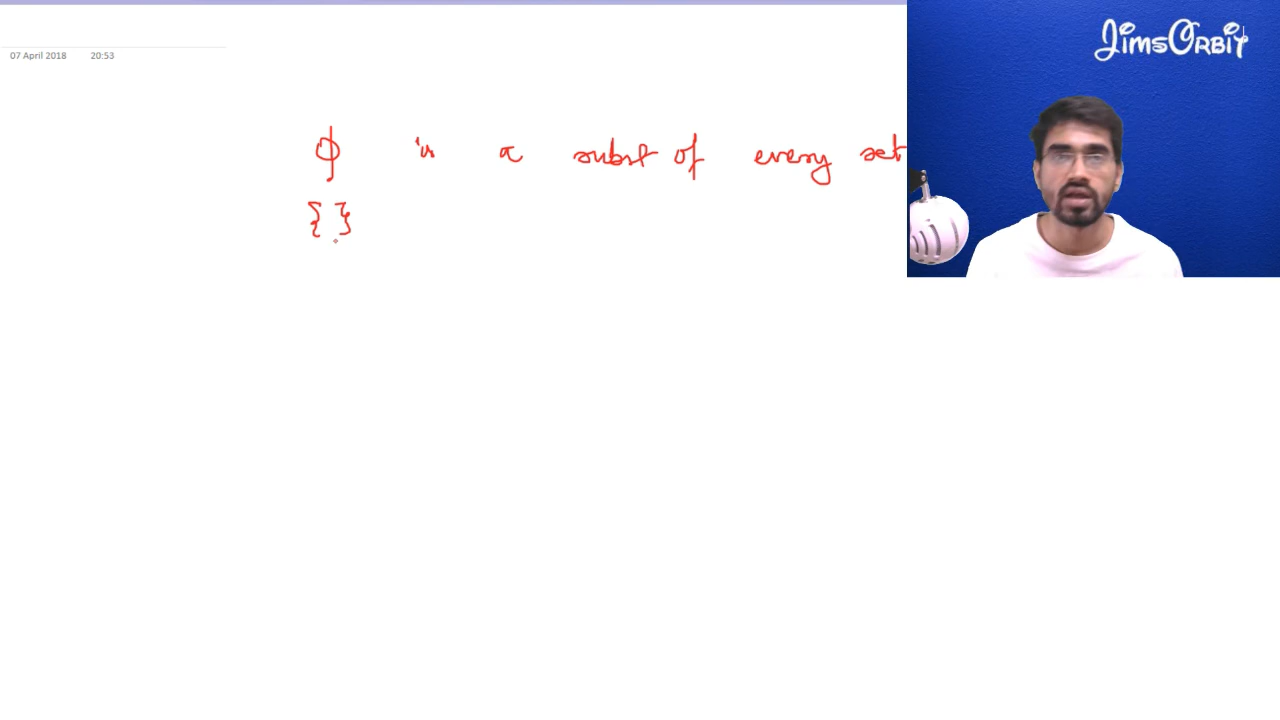 07 April 2018 20:53
JimsOrbit
Φ is a subset of every set
{ }